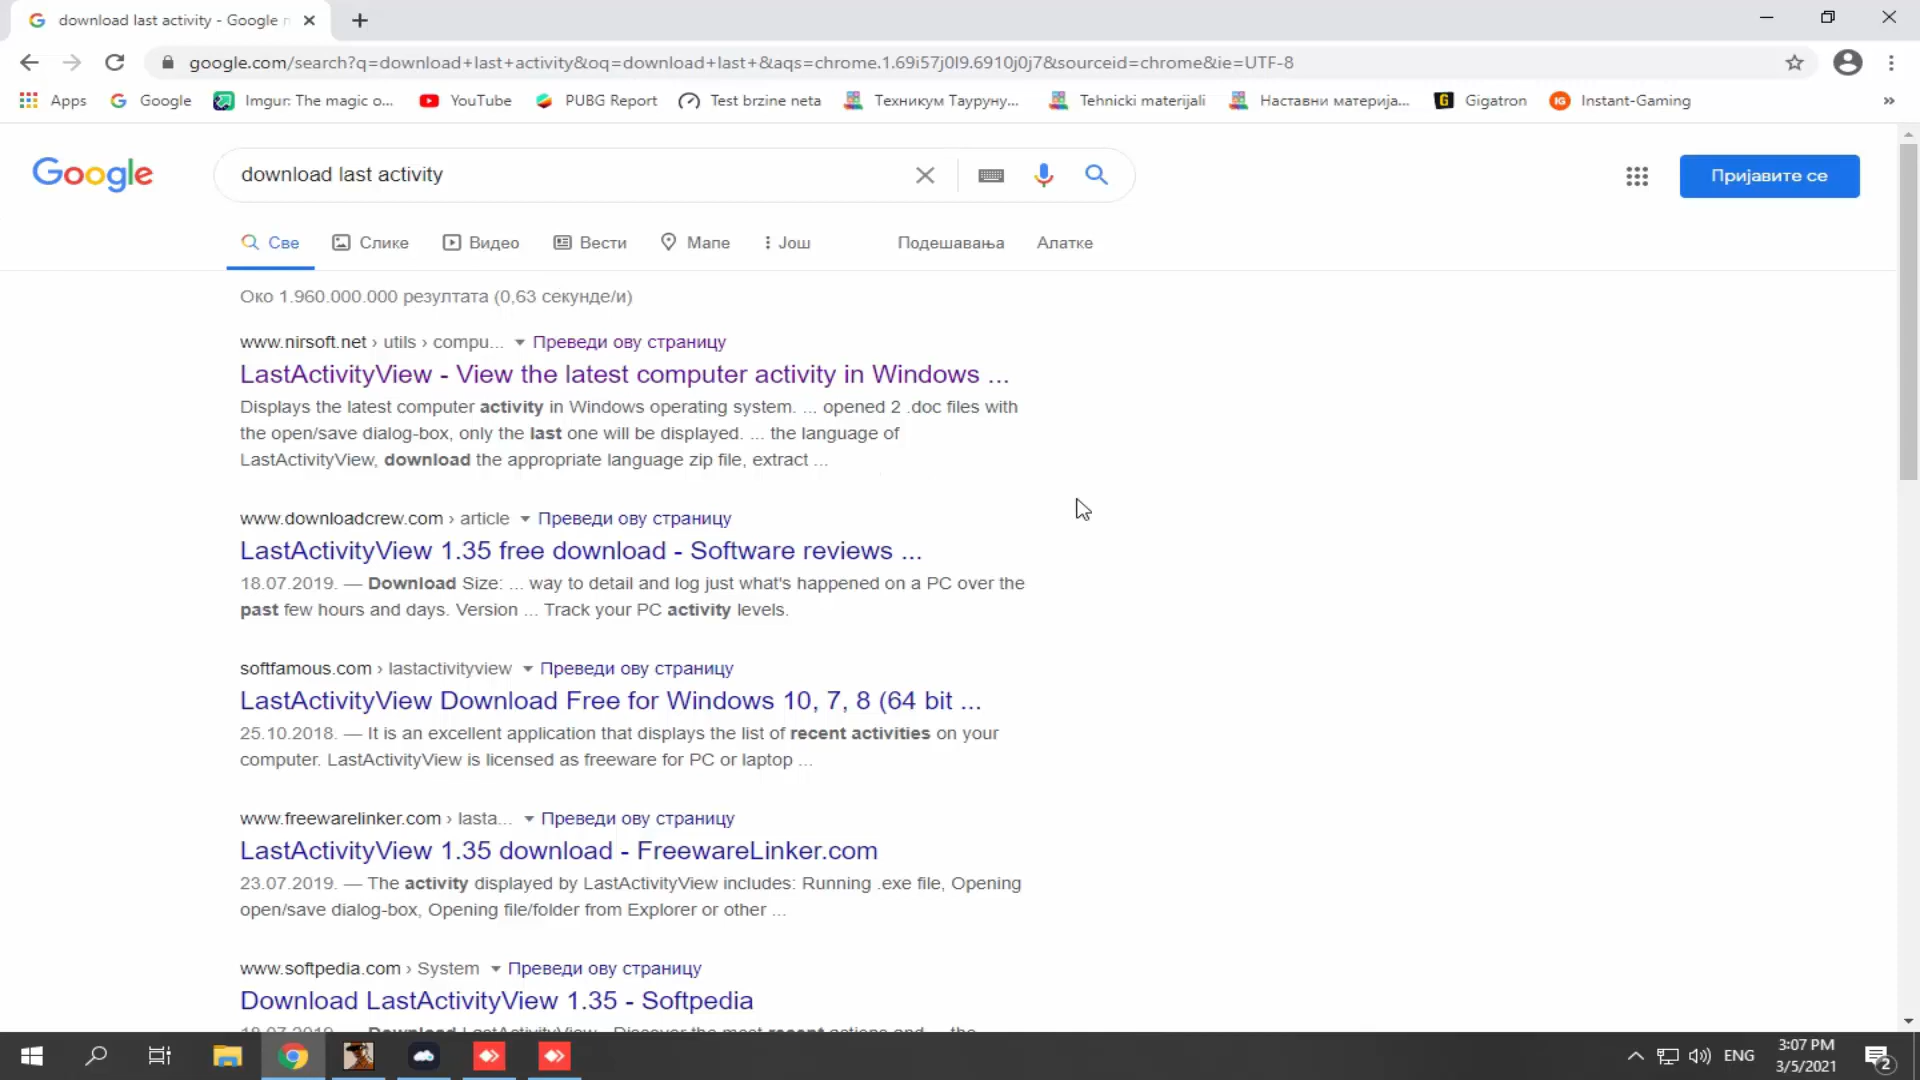 download last activity - Google
google.com/search?q=download+last+activity&oq=download+last+&aqs=chrome.1.69i57j0l9.6910j0j7&sourceid=chrome&ie=UTF-8
Apps Google Imgur: The magic o... YouTube PUBG Report Test brzine neta Техникум Тауруну... Tehnicki materijali Наставни материја... Gigatron Instant-Gaming »
Google download last activity Пријавите се
Све Слике Видео Вести Мапе Још Подешавања Алатке
Око 1.960.000.000 резултата (0,63 секунде/и)
www.nirsoft.net › utils › compu... Преведи ову страницу
LastActivityView - View the latest computer activity in Windows ...
Displays the latest computer activity in Windows operating system. ... opened 2 .doc files with
the open/save dialog-box, only the last one will be displayed. ... the language of
LastActivityView, download the appropriate language zip file, extract ...
www.downloadcrew.com › article Преведи ову страницу
LastActivityView 1.35 free download - Software reviews ...
18.07.2019. — Download Size: ... way to detail and log just what's happened on a PC over the
past few hours and days. Version ... Track your PC activity levels.
softfamous.com › lastactivityview Преведи ову страницу
LastActivityView Download Free for Windows 10, 7, 8 (64 bit ...
25.10.2018. — It is an excellent application that displays the list of recent activities on your
computer. LastActivityView is licensed as freeware for PC or laptop ...
www.freewarelinker.com › lasta... Преведи ову страницу
LastActivityView 1.35 download - FreewareLinker.com
23.07.2019. — The activity displayed by LastActivityView includes: Running .exe file, Opening
open/save dialog-box, Opening file/folder from Explorer or other ...
www.softpedia.com › System Преведи ову страницу
Download LastActivityView 1.35 - Softpedia
18.07.2019. — Download LastActivityView - Discover the most recent actions and ... the
ENG 3:07 PM
3/5/2021 2